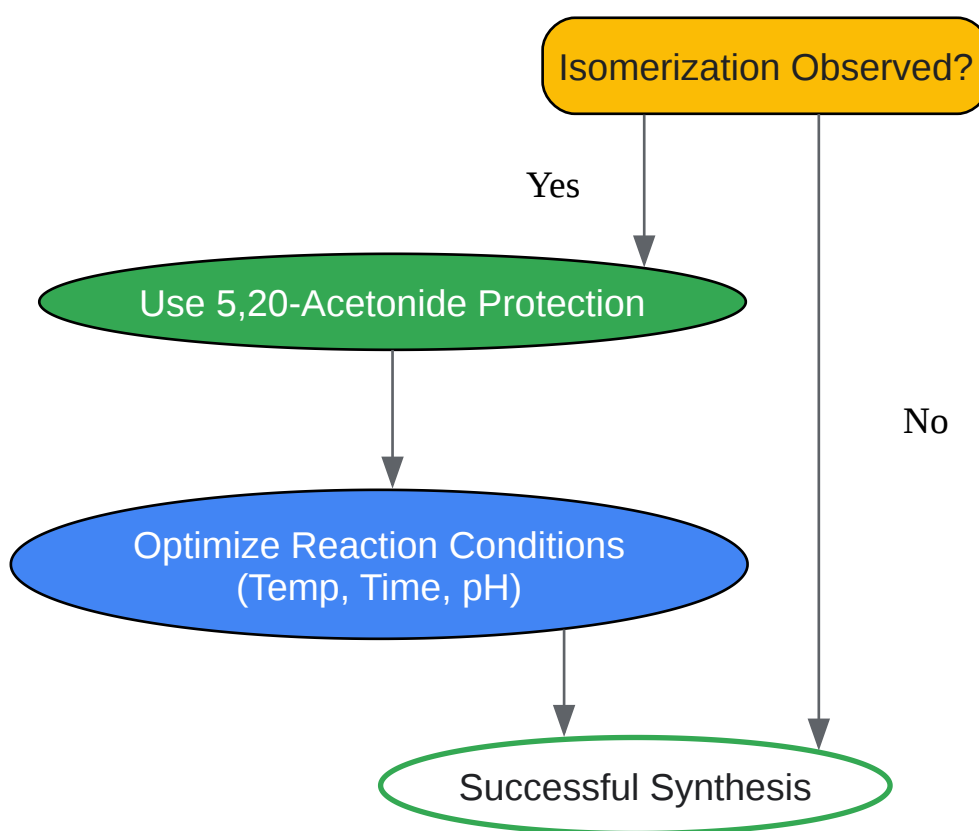 Isomerization Observed?
Yes
Use 5,20-Acetonide Protection
No
Optimize Reaction Conditions
(Temp, Time, pH)
Successful Synthesis